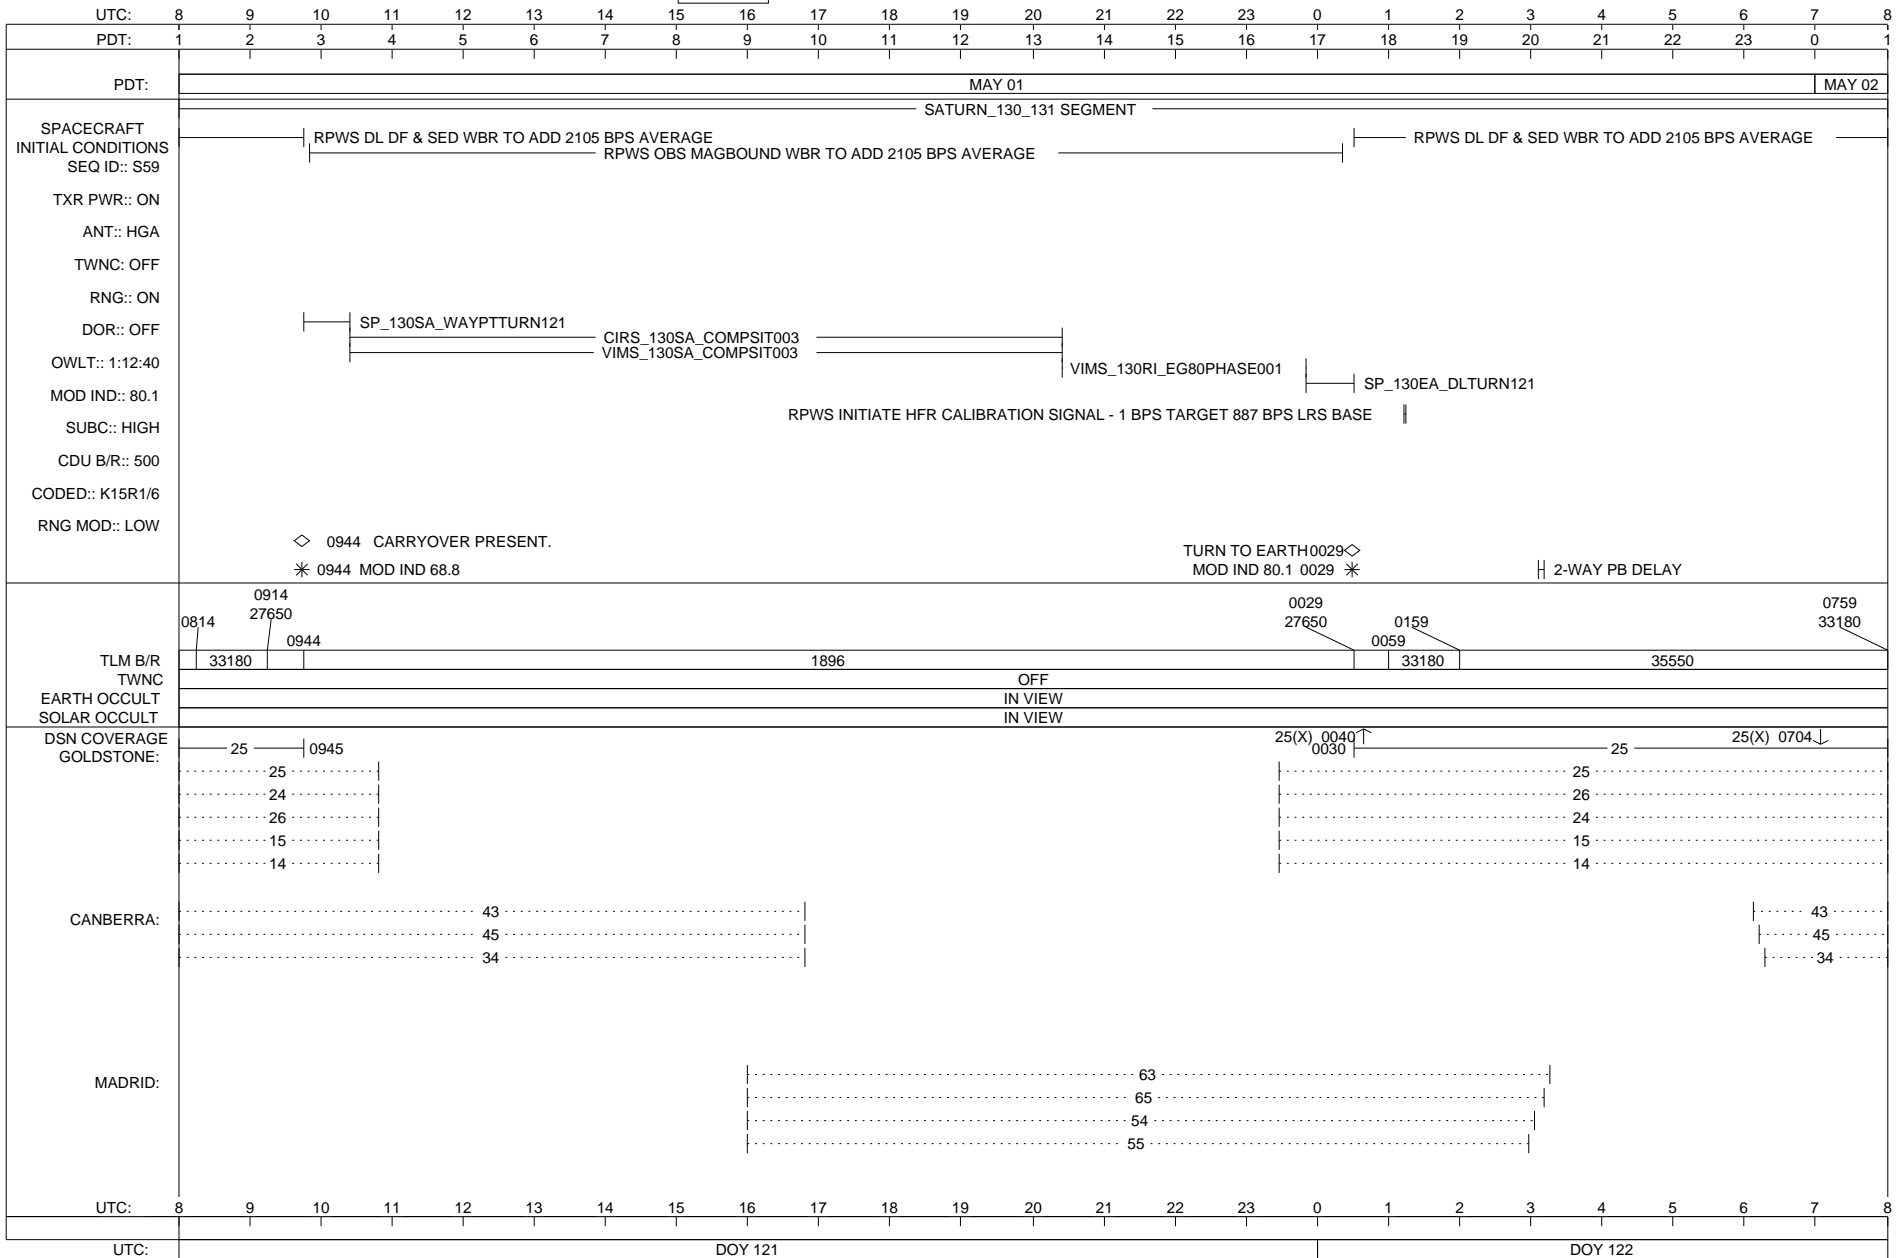 UTC: 8 9 10 11 12 13 14 15 16 17 18 19 20 21 22 23 0 1 2 3 4 5 6 7 8
PDT: 1 2 3 4 5 6 7 8 9 10 11 12 13 14 15 16 17 18 19 20 21 22 23 0 1
PDT: MAY 01 MAY 02
SATURN_130_131 SEGMENT
SPACECRAFT
INITIAL CONDITIONS
RPWS DL DF & SED WBR TO ADD 2105 BPS AVERAGE
RPWS DL DF & SED WBR TO ADD 2105 BPS AVERAGE
RPWS OBS MAGBOUND WBR TO ADD 2105 BPS AVERAGE
SEQ ID:: S59
TXR PWR:: ON
ANT:: HGA
TWNC: OFF
RNG:: ON
DOR:: OFF
SP_130SA_WAYPTTURN121
CIRS_130SA_COMPSIT003
VIMS_130SA_COMPSIT003
OWLT:: 1:12:40
VIMS_130RI_EG80PHASE001
SP_130EA_DLTURN121
MOD IND:: 80.1
RPWS INITIATE HFR CALIBRATION SIGNAL - 1 BPS TARGET 887 BPS LRS BASE
SUBC:: HIGH
CDU B/R:: 500
CODED:: K15R1/6
RNG MOD:: LOW
0944 CARRYOVER PRESENT.
TURN TO EARTH0029
0944 MOD IND 68.8
MOD IND 80.1 0029
2-WAY PB DELAY
0914 0029 0759
0814 27650 27650 0159 33180
0944 0059
TLM B/R 33180 1896 33180 35550
TWNC OFF
EARTH OCCULT IN VIEW
SOLAR OCCULT IN VIEW
DSN COVERAGE 25(X) 0040 25(X) 0704
GOLDSTONE: 25 0945 0030 25
25 25
24 26
26 24
15 15
14 14
CANBERRA: 43 43
45 45
34 34
MADRID: 63
65
54
55
UTC: 8 9 10 11 12 13 14 15 16 17 18 19 20 21 22 23 0 1 2 3 4 5 6 7 8
UTC: DOY 121 DOY 122